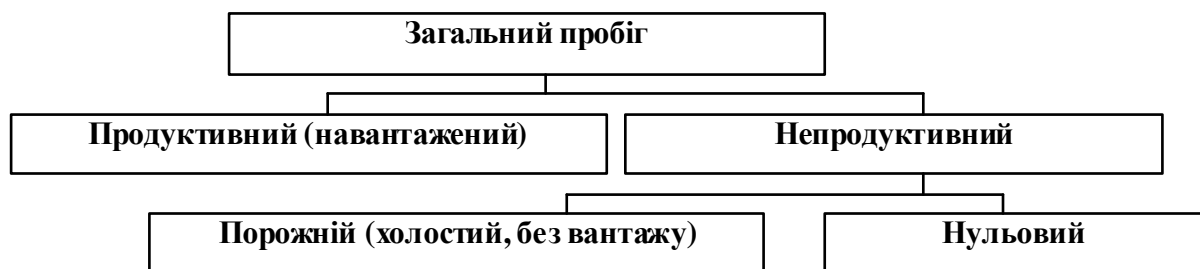 Загальний пробіг
Продуктивний (навантажений)
Непродуктивний
Порожній (холостий, без вантажу)
Нульовий